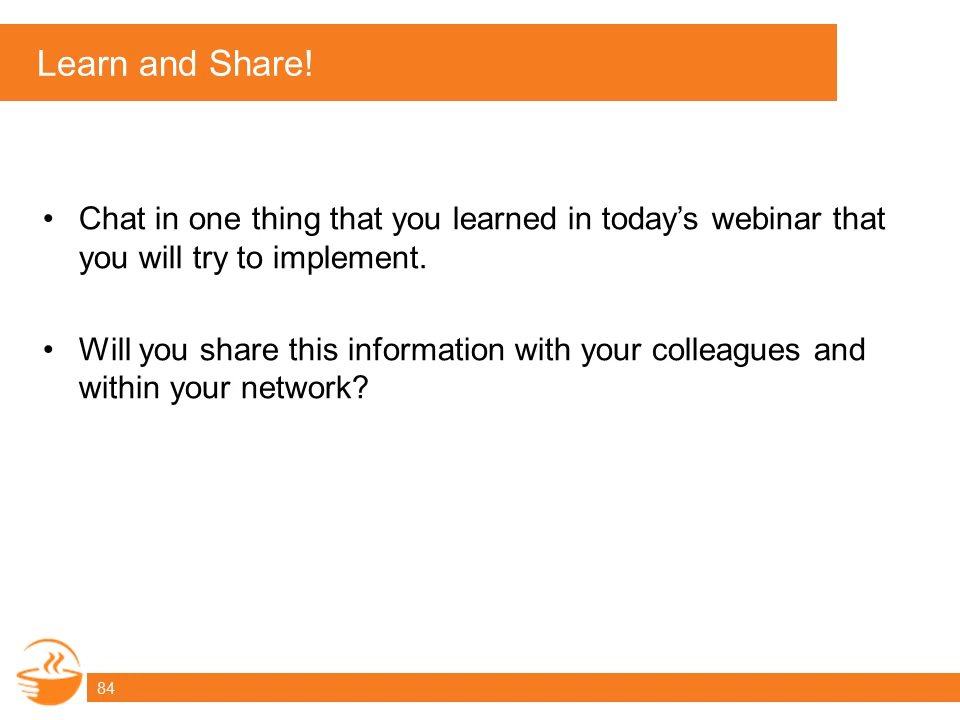 Learn and Share!
• Chat in one thing that you learned in today’s webinar that
you will try to implement.
• Will you share this information with your colleagues and
within your network?
84